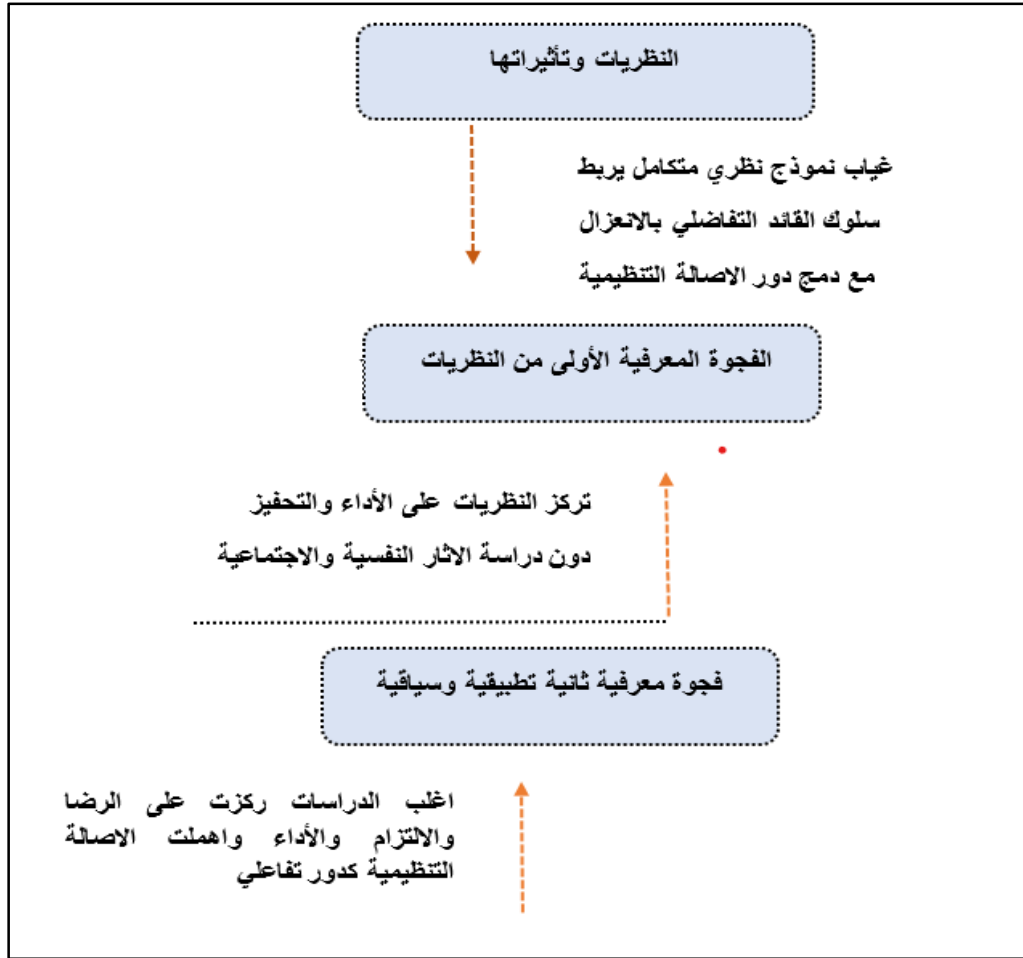 النظريات وتأثيراتها
غياب نموذج نظري متكامل يربط
سلوك القائد التفاضلي بالانعزال
مع دمج دور الاصالة التنظيمية
الفجوة المعرفية الأولى من النظريات
تركز النظريات على الأداء والتحفيز
دون دراسة الاثار النفسية والاجتماعية
فجوة معرفية ثانية تطبيقية وسياقية
اغلب الدراسات ركزت على الرضا
والالتزام والأداء واهملت الاصالة
التنظيمية كدور تفاعلي